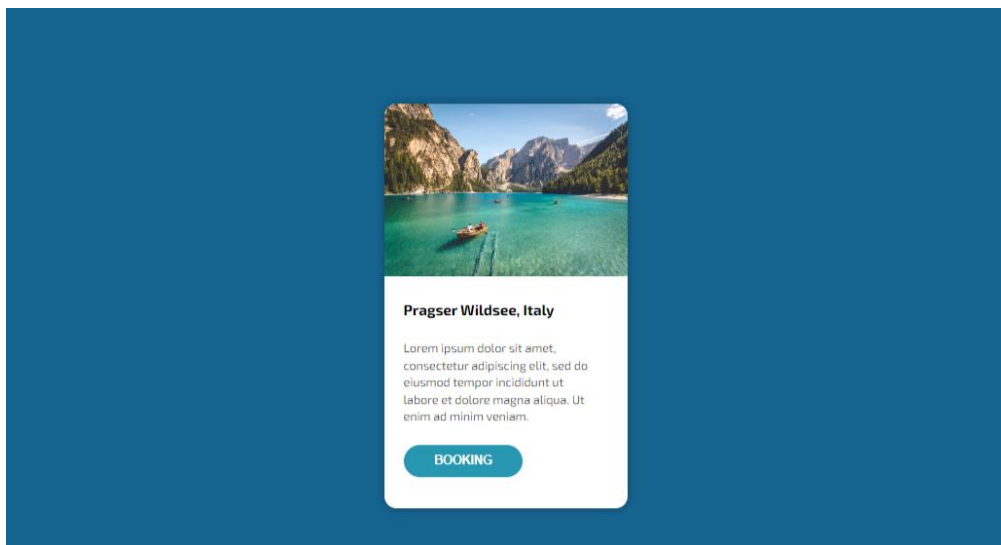 Pragser Wildsee, Italy
Lorem ipsum dolor sit amet,
consectetur adipiscing elit, sed do
eiusmod tempor incididunt ut
labore et dolore magna aliqua. Ut
enim ad minim veniam.
BOOKING